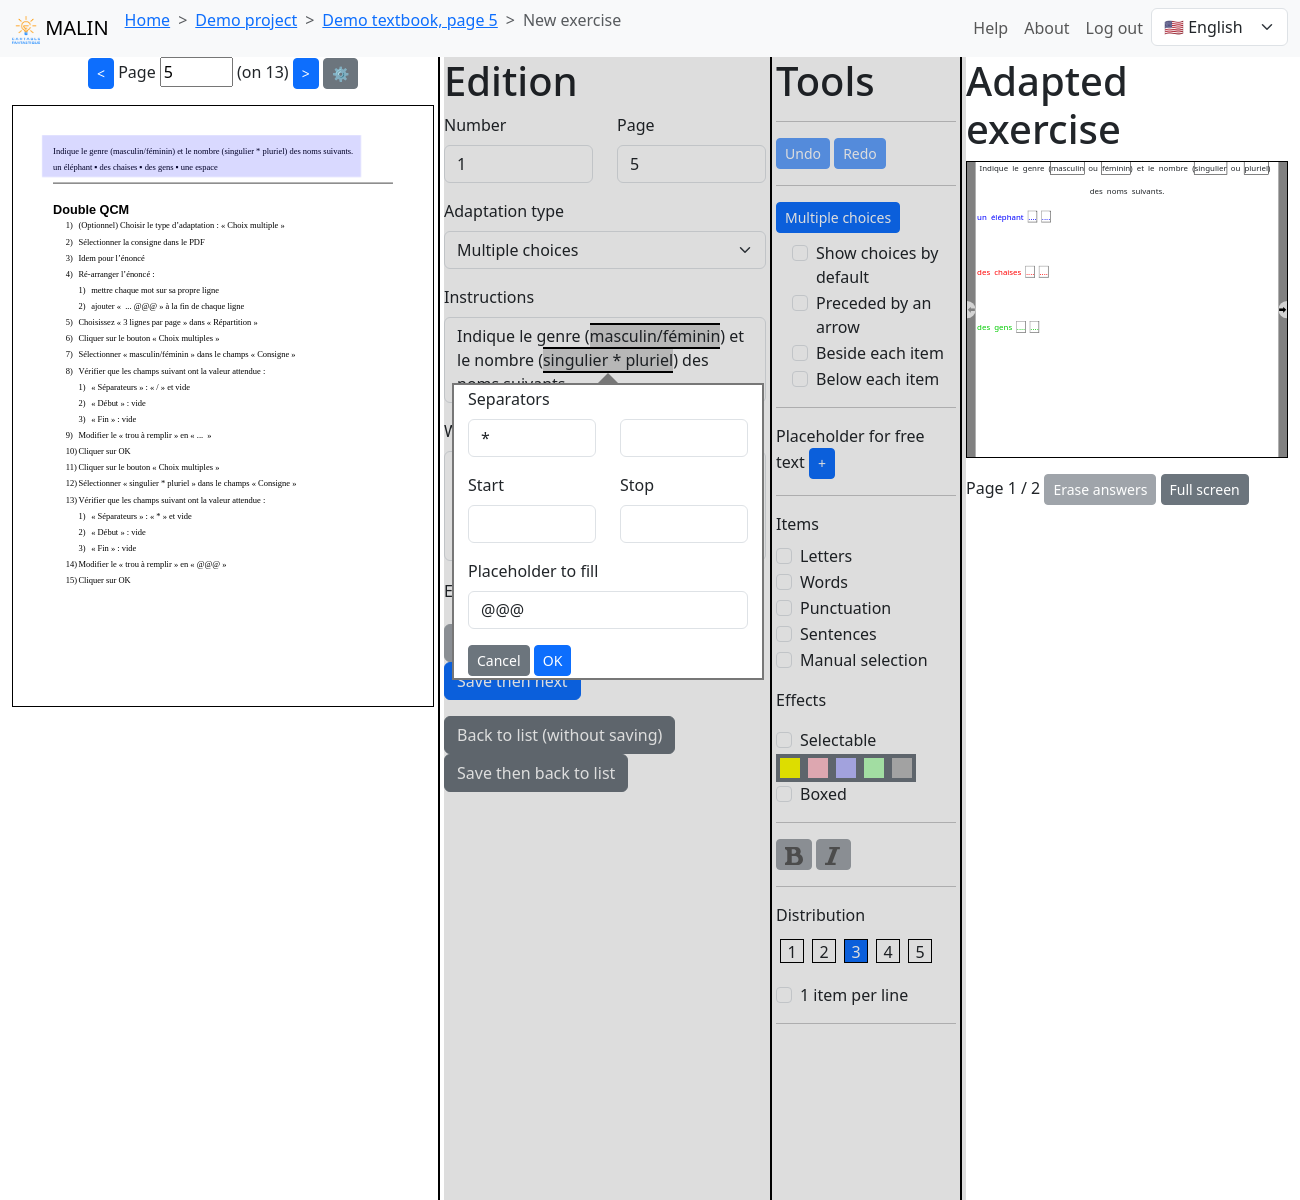 MALIN
Home > Demo project > Demo textbook, page 5 > New exercise
Help About Log out 🇺🇸 English
< Page 5 (on 13) > ⚙️
Indique le genre (masculin/féminin) et le nombre (singulier * pluriel) des noms suivants.
un éléphant • des chaises • des gens • une espace
Double QCM
1) (Optionnel) Choisir le type d’adaptation : « Choix multiple »
2) Sélectionner la consigne dans le PDF
3) Idem pour l’énoncé
4) Ré-arranger l’énoncé :
1) mettre chaque mot sur sa propre ligne
2) ajouter « ... @@@ » à la fin de chaque ligne
5) Choisissez « 3 lignes par page » dans « Répartition »
6) Cliquer sur le bouton « Choix multiples »
7) Sélectionner « masculin/féminin » dans le champs « Consigne »
8) Vérifier que les champs suivant ont la valeur attendue :
1) « Séparateurs » : « / » et vide
2) « Début » : vide
3) « Fin » : vide
9) Modifier le « trou à remplir » en « ... »
10) Cliquer sur OK
11) Cliquer sur le bouton « Choix multiples »
12) Sélectionner « singulier * pluriel » dans le champs « Consigne »
13) Vérifier que les champs suivant ont la valeur attendue :
1) « Séparateurs » : « * » et vide
2) « Début » : vide
3) « Fin » : vide
14) Modifier le « trou à remplir » en « @@@ »
15) Cliquer sur OK
Edition
Number Page
1 5
Adaptation type
Multiple choices
Instructions
Indique le genre (masculin/féminin) et
le nombre (singulier * pluriel) des
noms suivants.
Separators
*
Start Stop
Placeholder to fill
@@@
Cancel OK
Save then next
Back to list (without saving)
Save then back to list
Tools
Undo Redo
Multiple choices
Show choices by
default
Preceded by an
arrow
Beside each item
Below each item
Placeholder for free
text +
Items
Letters
Words
Punctuation
Sentences
Manual selection
Effects
Selectable
Boxed
B I
Distribution
1 2 3 4 5
1 item per line
Adapted
exercise
Indique le genre (masculin ou féminin) et le nombre (singulier ou pluriel)
des noms suivants.
un éléphant .... ....
des chaises .... ....
des gens .... ....
Page 1 / 2 Erase answers Full screen